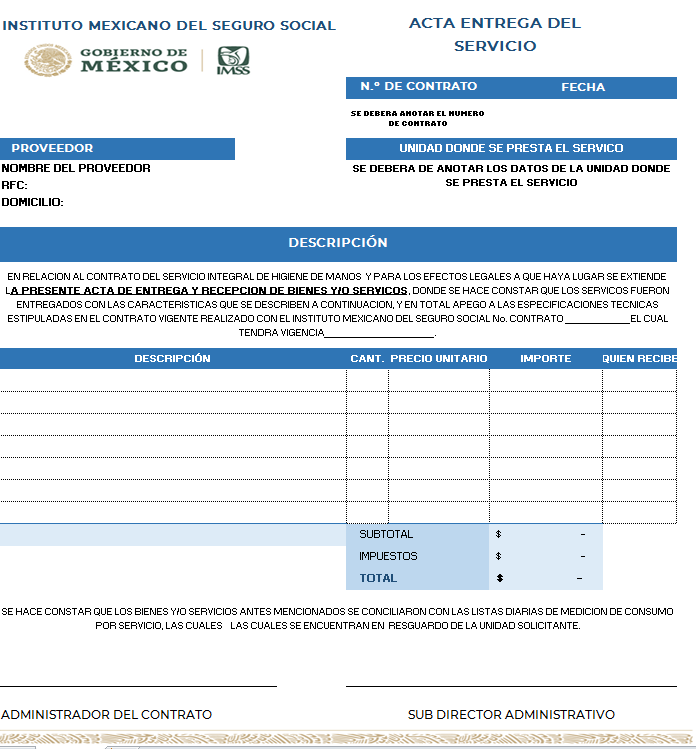 INSTITUTO MEXICANO DEL SEGURO SOCIAL
ACTA ENTREGA DEL
SERVICIO
GOBIERNO DE
MÉXICO
IMSS
N.º DE CONTRATO FECHA
SE DEBERA ANOTAR EL NUMERO
DE CONTRATO
PROVEEDOR
UNIDAD DONDE SE PRESTA EL SERVICO
NOMBRE DEL PROVEEDOR
RFC:
DOMICILIO:
SE DEBERA DE ANOTAR LOS DATOS DE LA UNIDAD DONDE
SE PRESTA EL SERVICIO
DESCRIPCIÓN
EN RELACION AL CONTRATO DEL SERVICIO INTEGRAL DE HIGIENE DE MANOS Y PARA LOS EFECTOS LEGALES A QUE HAYA LUGAR SE EXTIENDE
LA PRESENTE ACTA DE ENTREGA Y RECEPCION DE BIENES Y/O SERVICOS, DONDE SE HACE CONSTAR QUE LOS SERVICOS FUERON
ENTREGADOS CON LAS CARACTERISTICAS QUE SE DESCRIBEN A CONTINUACION, Y EN TOTAL APEGO A LAS ESPECIFICACIONES TECNICAS
ESTIPULADAS EN EL CONTRATO VIGENTE REALIZADO CON EL INSTITUTO MEXICANO DEL SEGURO SOCIAL No. CONTRATO ____________EL CUAL
TENDRA VIGENCIA____________________.
DESCRIPCIÓN CANT. PRECIO UNITARIO IMPORTE QUIEN RECIBE
SUBTOTAL $ -
IMPUESTOS $ -
TOTAL $ -
SE HACE CONSTAR QUE LOS BIENES Y/O SERVICIOS ANTES MENCIONADOS SE CONCILIARON CON LAS LISTAS DIARIAS DE MEDICION DE CONSUMO
POR SERVICIO, LAS CUALES LAS CUALES SE ENCUENTRAN EN RESGUARDO DE LA UNIDAD SOLICITANTE.
ADMINISTRADOR DEL CONTRATO
SUB DIRECTOR ADMINISTRATIVO